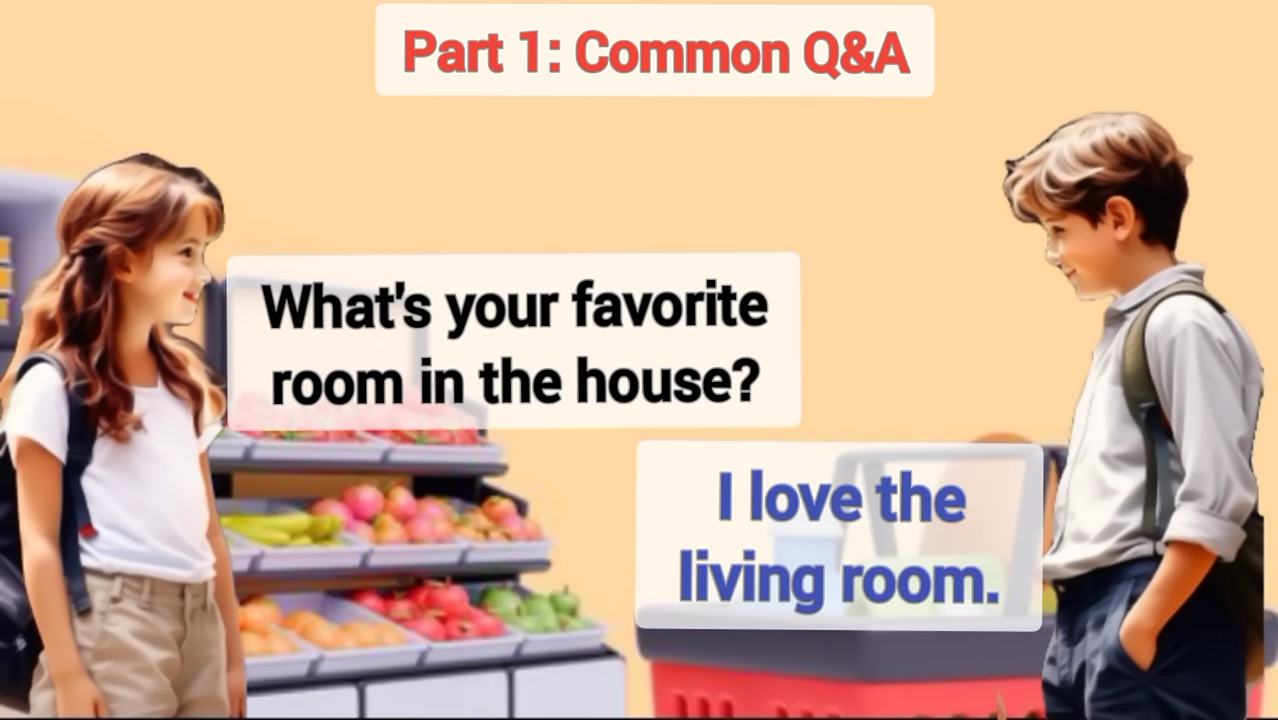 Part 1: Common Q&A
What's your favorite
room in the house?
I love the
living room.